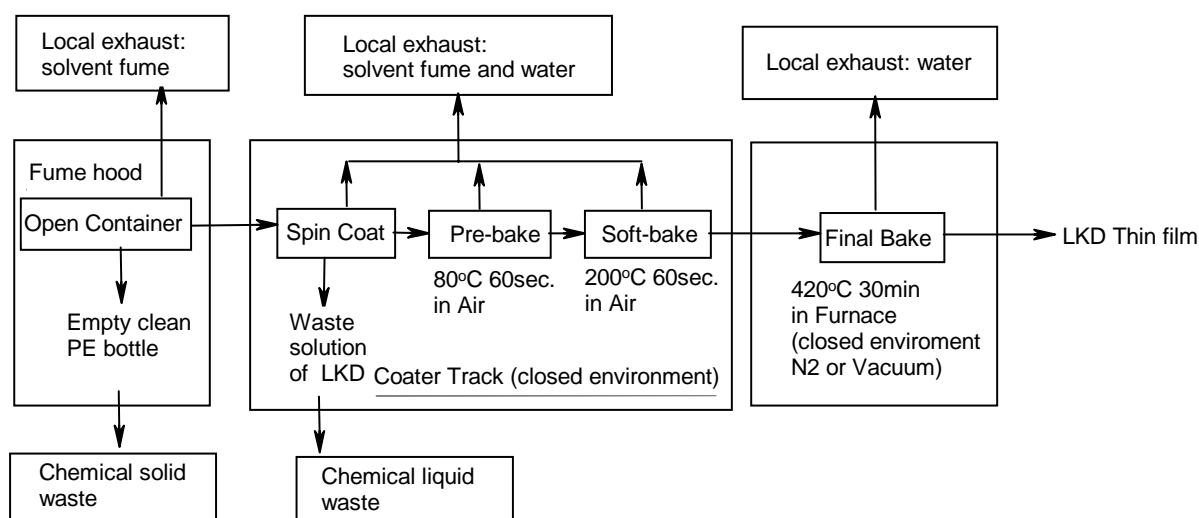 Local exhaust:
solvent fume
Local exhaust:
solvent fume and water
Local exhaust: water
Fume hood
Open Container
Spin Coat
Pre-bake
Soft-bake
Final Bake
LKD Thin film
80oC 60sec.
in Air
200oC 60sec.
in Air
420oC 30min
in Furnace
(closed enviroment
N2 or Vacuum)
Empty clean
PE bottle
Waste
solution
of LKD
Coater Track (closed environment)
Chemical solid
waste
Chemical liquid
waste